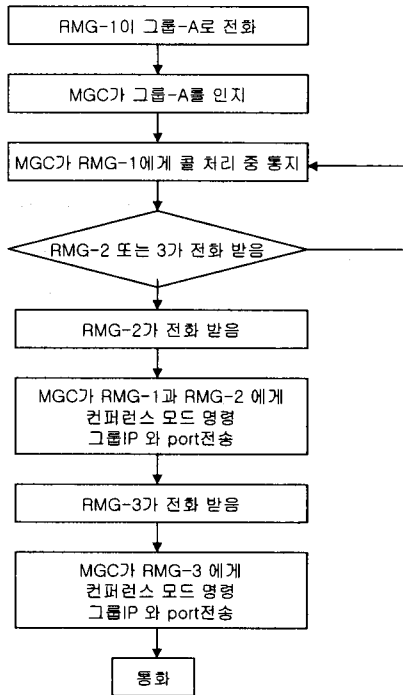 RMG-1이 그룹-A로 전화
MGC가 그룹-A를 인지
MGC가 RMG-1에게 콜 처리 중 통지
RMG-2 또는 3가 전화 받음
RMG-2가 전화 받음
MGC가 RMG-1과 RMG-2 에게
컨퍼런스 모드 명령
그룹IP 와 port전송
RMG-3가 전화 받음
MGC가 RMG-3 에게
컨퍼런스 모드 명령
그룹IP 와 port전송
통화